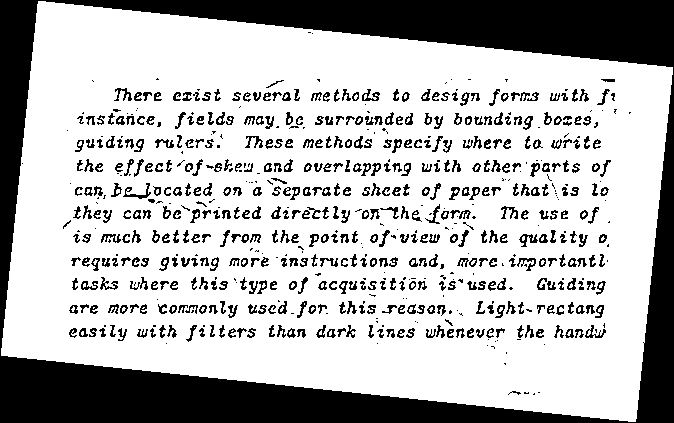 There exist several methods to design forms with fi
instance, fields may be surrounded by bounding boxes,
guiding rulers. These methods specify where to write
the effect of skew and overlapping with other parts of
can be located on a separate sheet of paper that is lo
they can be printed directly on the form. The use of
is much better from the point of view of the quality o
requires giving more instructions and, more importantl
tasks where this type of acquisition is used. Guiding
are more commonly used for this reason. Light rectang
easily with filters than dark lines whenever the handw